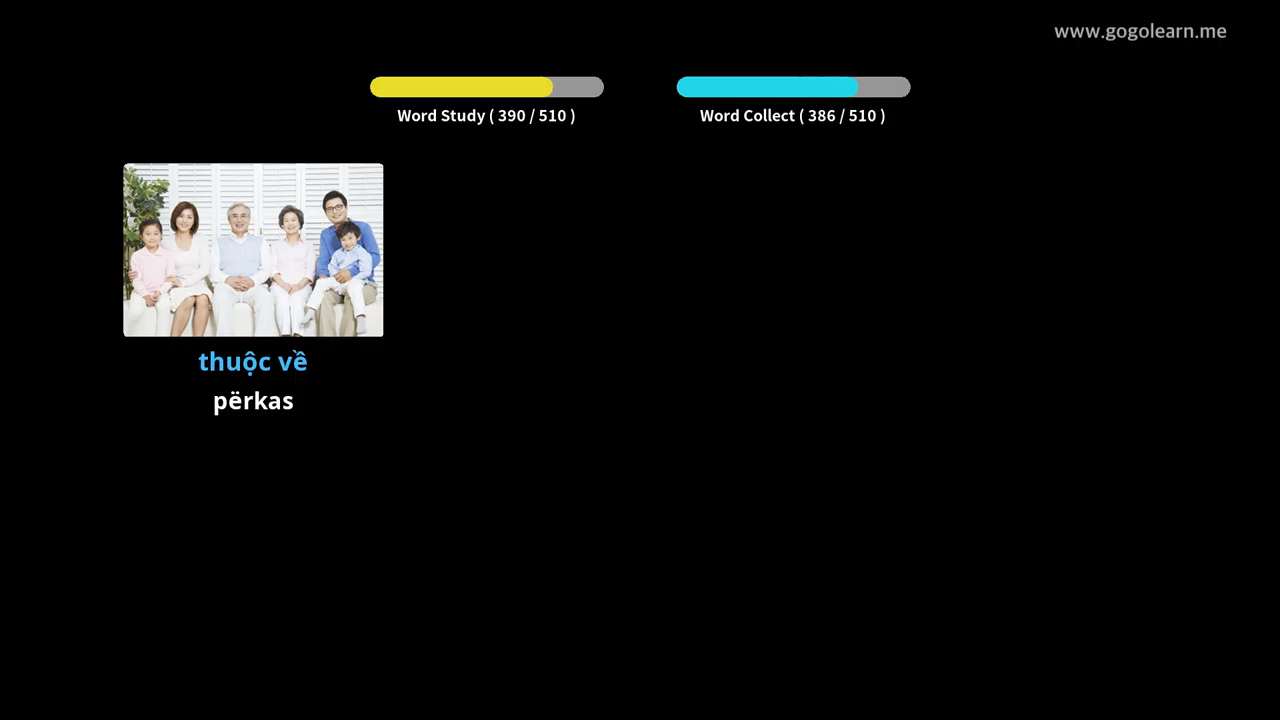 www.gogolearn.me
Word Study ( 390 / 510 )
Word Collect ( 386 / 510 )
thuộc về
përkas